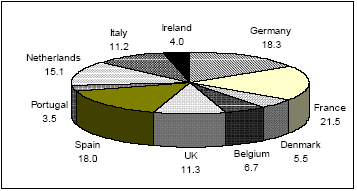 Ireland
4.0
Germany
18.3
France
21.5
Denmark
5.5
Belgium
6.7
UK
11.3
Spain
18.0
Portugal
3.5
Netherlands
15.1
Italy
11.2